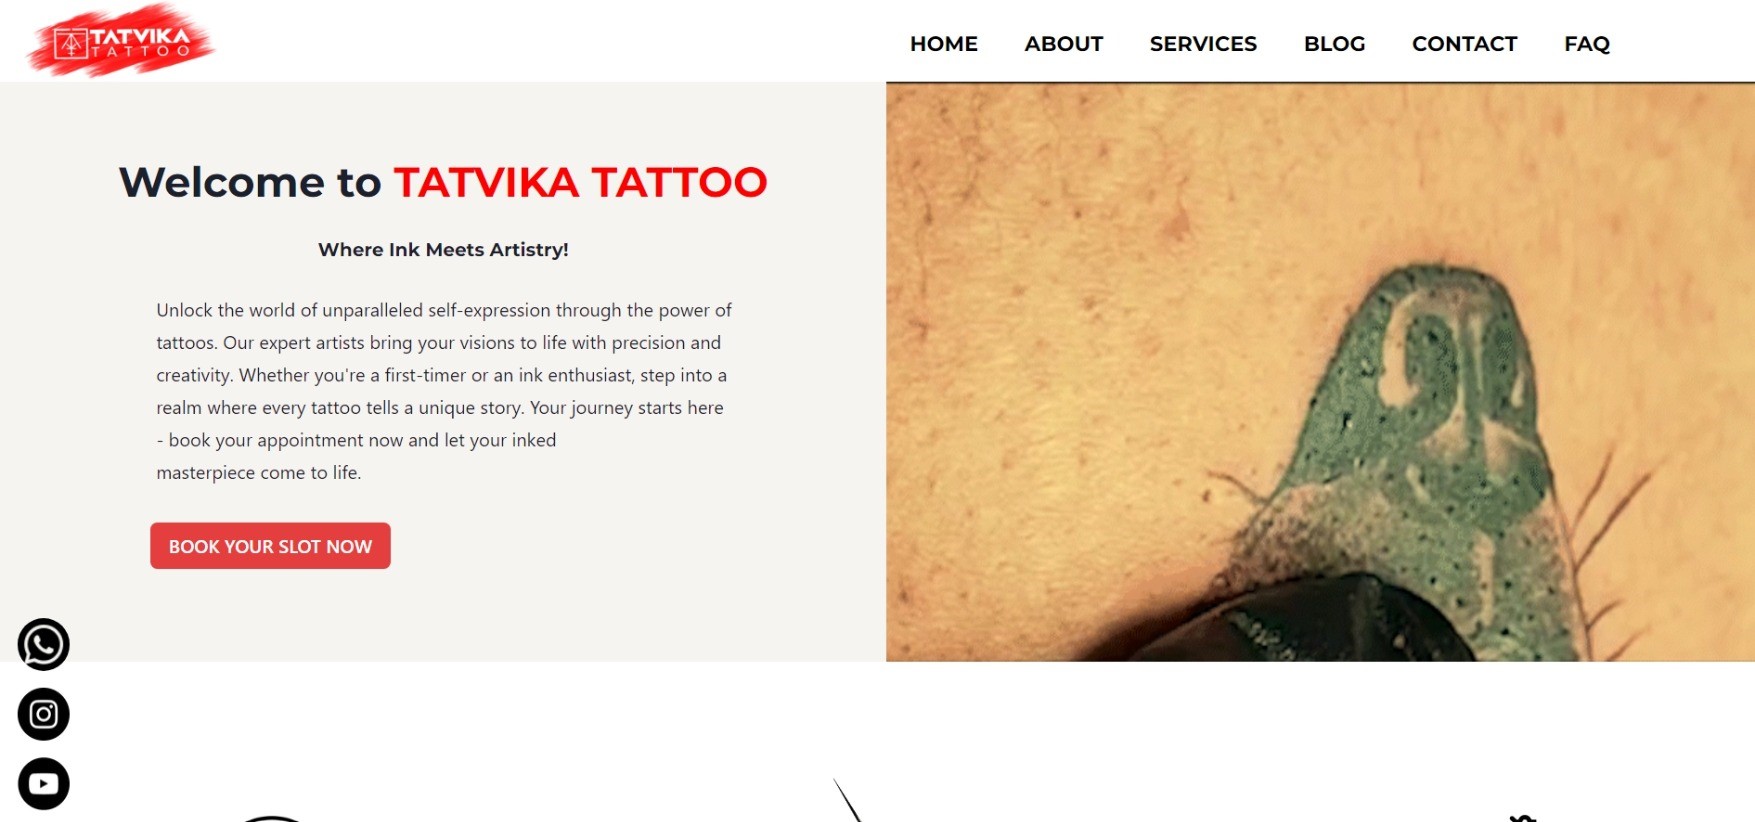 TATVIKA
TATTOO
HOME ABOUT SERVICES BLOG CONTACT FAQ
Welcome to TATVIKA TATTOO
Where Ink Meets Artistry!
Unlock the world of unparalleled self-expression through the power of
tattoos. Our expert artists bring your visions to life with precision and
creativity. Whether you're a first-timer or an ink enthusiast, step into a
realm where every tattoo tells a unique story. Your journey starts here
- book your appointment now and let your inked
masterpiece come to life.
BOOK YOUR SLOT NOW